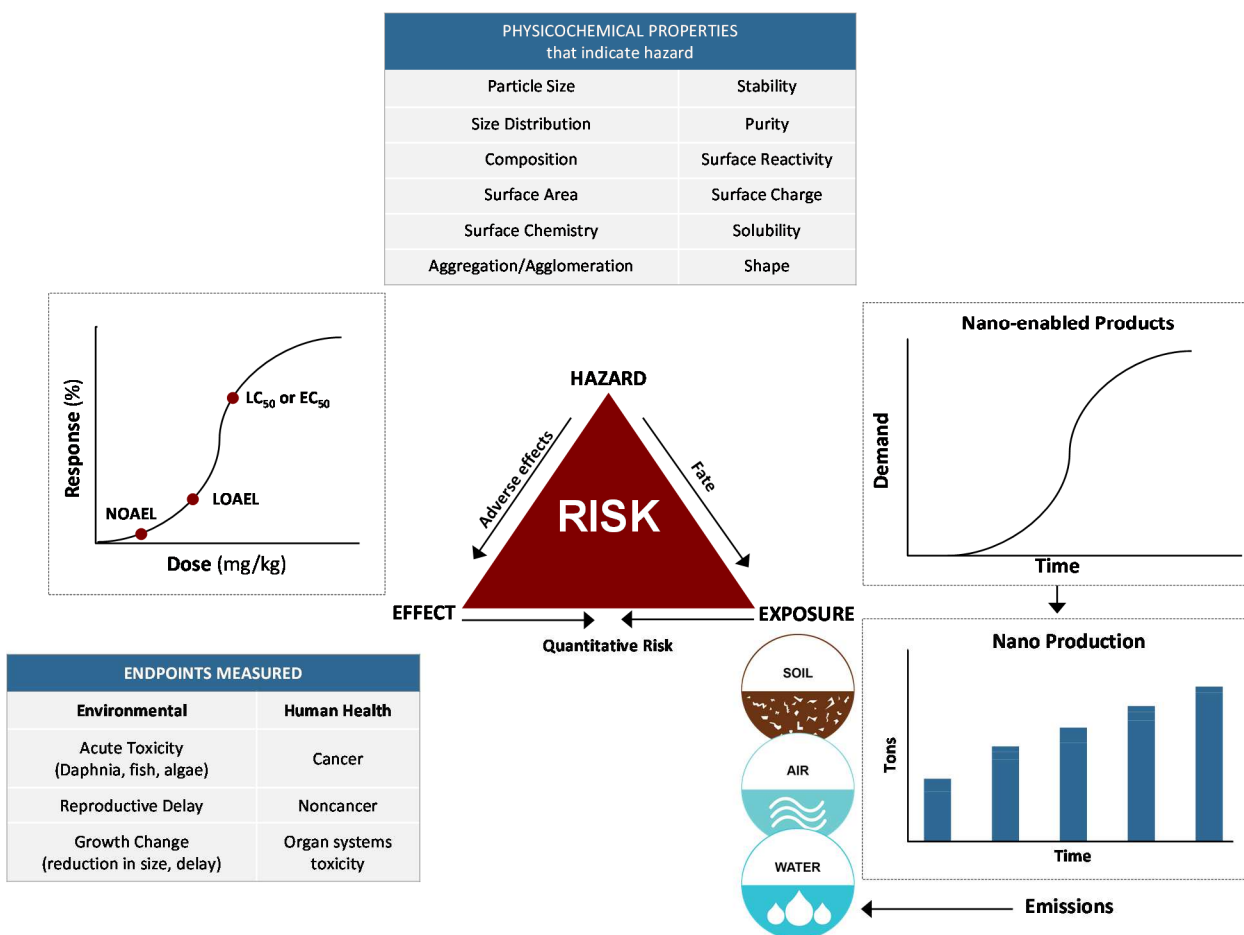 PHYSICOCHEMICAL PROPERTIES
that indicate hazard
Particle Size
Stability
Size Distribution
Purity
Composition
Surface Reactivity
Surface Area
Surface Charge
Surface Chemistry
Solubility
Aggregation/Agglomeration
Shape
Response (%)
LC50 or EC50
LOAEL
NOAEL
Dose (mg/kg)
HAZARD
Adverse effects
Fate
RISK
EFFECT
EXPOSURE
Quantitative Risk
Nano-enabled Products
Demand
Time
Nano Production
Tons
Time
Emissions
SOIL
AIR
WATER
ENDPOINTS MEASURED
Environmental
Human Health
Acute Toxicity
(Daphnia, fish, algae)
Cancer
Reproductive Delay
Noncancer
Growth Change
(reduction in size, delay)
Organ systems
toxicity